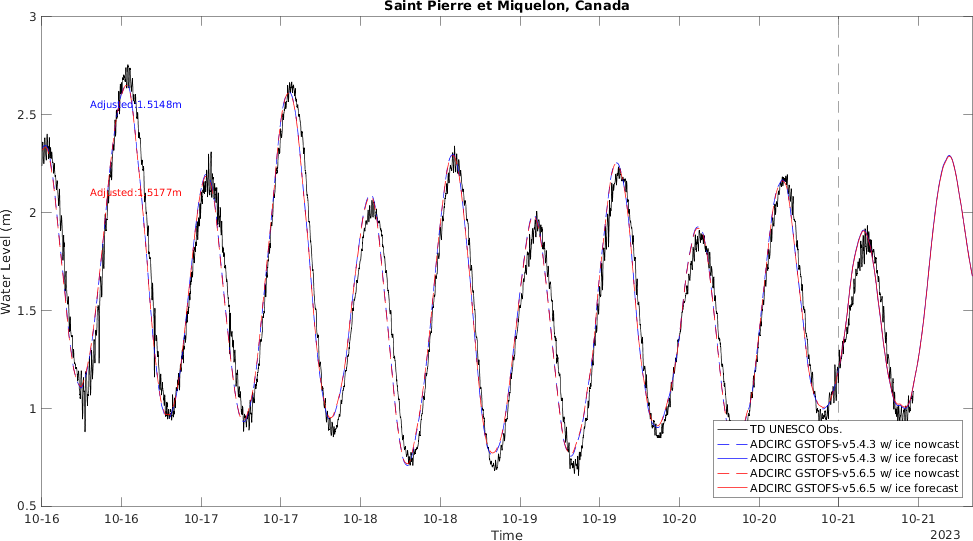 Saint Pierre et Miquelon, Canada
3
2.5
2
1.5
1
0.5
Water Level (m)
Adjusted:1.5148m
Adjusted:1.5177m
TD UNESCO Obs.
ADCIRC GSTOFS-v5.4.3 w/ ice nowcast
ADCIRC GSTOFS-v5.4.3 w/ ice forecast
ADCIRC GSTOFS-v5.6.5 w/ ice nowcast
ADCIRC GSTOFS-v5.6.5 w/ ice forecast
10-16 10-16 10-17 10-17 10-18 10-18 10-19 10-19 10-20 10-20 10-21 10-21
2023
Time